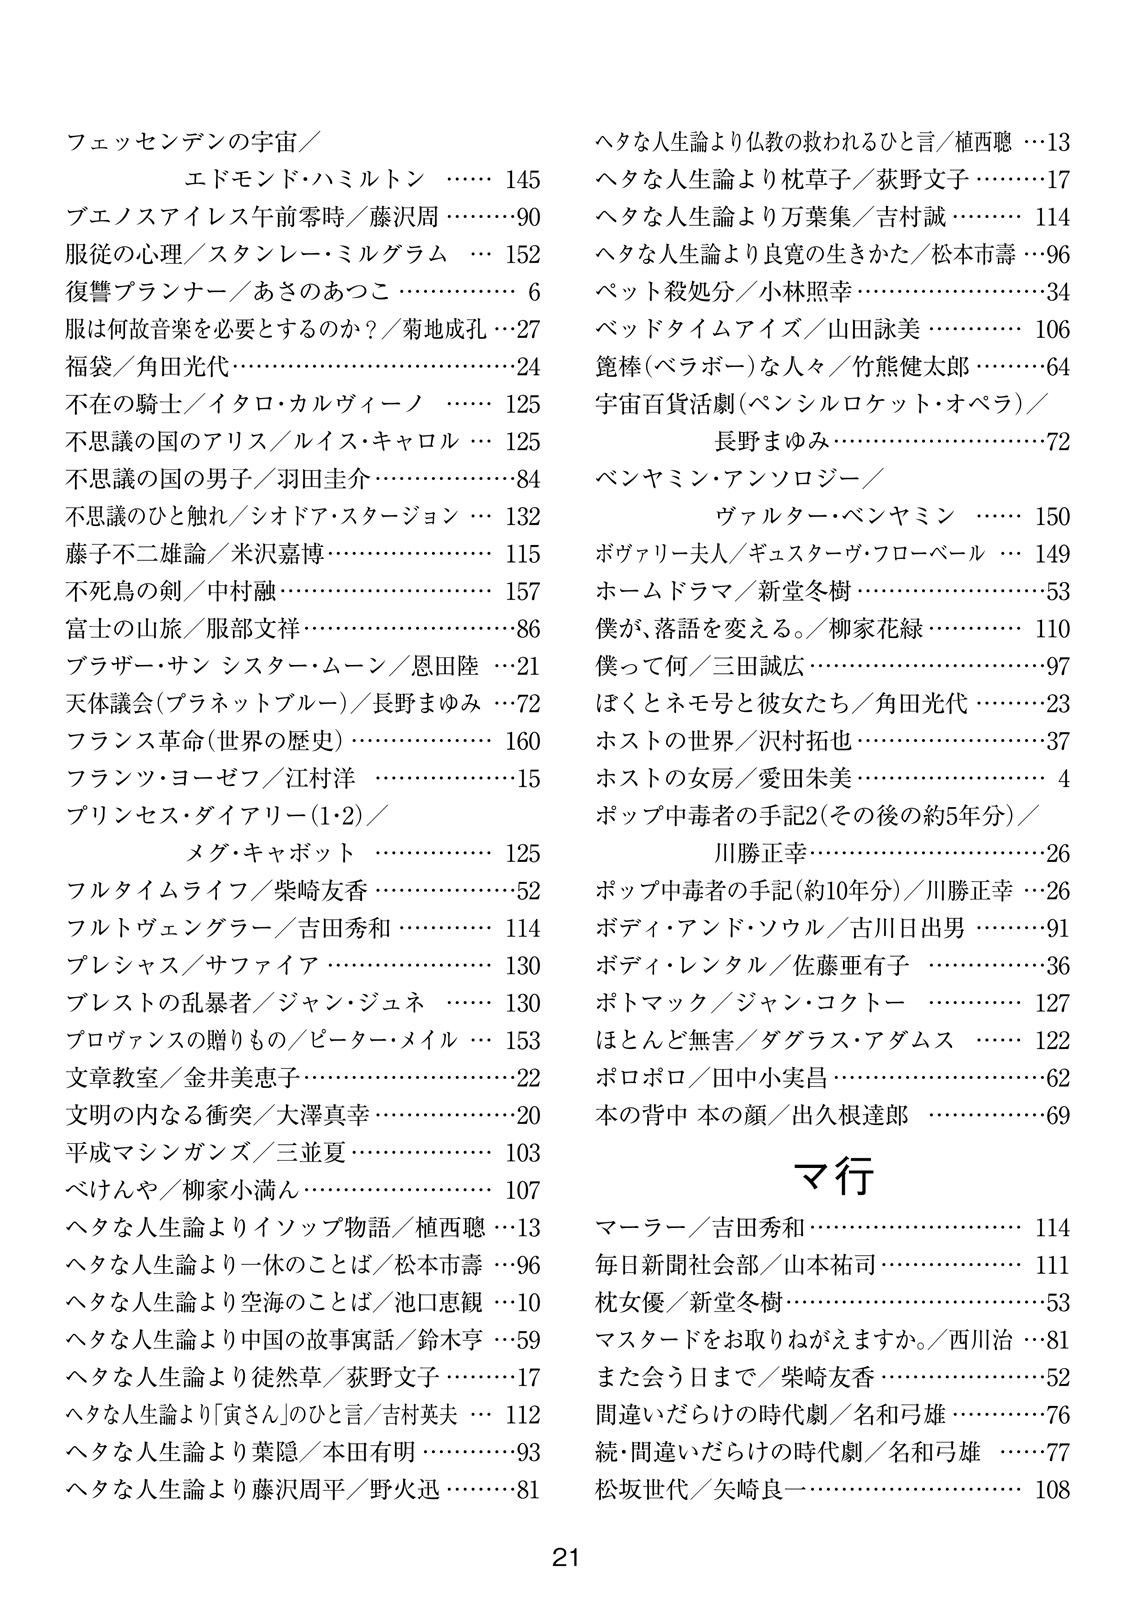 フェッセンデンの宇宙／
エドモンド・ハミルトン …… 145
ブエノスアイレス午前零時／藤沢周 ………90
服従の心理／スタンレー・ミルグラム … 152
復讐プランナー／あさのあつこ …………… 6
服は何故音楽を必要とするのか？／菊地成孔 …27
福袋／角田光代………………………………24
不在の騎士／イタロ・カルヴィーノ …… 125
不思議の国のアリス／ルイス・キャロル … 125
不思議の国の男子／羽田圭介………………84
不思議のひと触れ／シオドア・スタージョン … 132
藤子不二雄論／米沢嘉博………………… 115
不死鳥の剣／中村融……………………… 157
富士の山旅／服部文祥………………………86
ブラザー・サン シスター・ムーン／恩田陸 …21
天体議会（プラネットブルー）／長野まゆみ …72
フランス革命（世界の歴史）……………… 160
フランツ・ヨーゼフ／江村洋 ………………15
プリンセス・ダイアリー（1・2）／
メグ・キャボット …………… 125
フルタイムライフ／柴崎友香………………52
フルトヴェングラー／吉田秀和………… 114
プレシャス／サファイア………………… 130
ブレストの乱暴者／ジャン・ジュネ …… 130
プロヴァンスの贈りもの／ピーター・メイル … 153
文章教室／金井美恵子………………………22
文明の内なる衝突／大澤真幸………………20
平成マシンガンズ／三並夏……………… 103
べけんや／柳家小満ん…………………… 107
ヘタな人生論よりイソップ物語／植西聰 …13
ヘタな人生論より一休のことば／松本市壽 …96
ヘタな人生論より空海のことば／池口恵観 …10
ヘタな人生論より中国の故事寓話／鈴木亨 …59
ヘタな人生論より徒然草／荻野文子………17
ヘタな人生論より「寅さん」のひと言／吉村英夫 … 112
ヘタな人生論より葉隠／本田有明…………93
ヘタな人生論より藤沢周平／野火迅………81
ヘタな人生論より仏教の救われるひと言／植西聰 …13
ヘタな人生論より枕草子／荻野文子………17
ヘタな人生論より万葉集／吉村誠……… 114
ヘタな人生論より良寛の生きかた／松本市壽 …96
ペット殺処分／小林照幸……………………34
ベッドタイムアイズ／山田詠美………… 106
箆棒（ベラボー）な人々／竹熊健太郎………64
宇宙百貨活劇（ペンシルロケット・オペラ）／
長野まゆみ………………………72
ベンヤミン・アンソロジー／
ヴァルター・ベンヤミン …… 150
ボヴァリー夫人／ギュスターヴ・フローベール … 149
ホームドラマ／新堂冬樹……………………53
僕が、落語を変える。／柳家花緑………… 110
僕って何／三田誠広…………………………97
ぼくとネモ号と彼女たち／角田光代………23
ホストの世界／沢村拓也……………………37
ホストの女房／愛田朱美…………………… 4
ポップ中毒者の手記2（その後の約5年分）／
川勝正幸…………………………26
ポップ中毒者の手記（約10年分）／川勝正幸 …26
ボディ・アンド・ソウル／古川日出男 ………91
ボディ・レンタル／佐藤亜有子 ……………36
ポトマック／ジャン・コクトー ………… 127
ほとんど無害／ダグラス・アダムス …… 122
ポロポロ／田中小実昌………………………62
本の背中 本の顔／出久根達郎 ……………69
マ行
マーラー／吉田秀和……………………… 114
毎日新聞社会部／山本祐司……………… 111
枕女優／新堂冬樹……………………………53
マスタードをお取りねがえますか。／西川治 …81
また会う日まで／柴崎友香…………………52
間違いだらけの時代劇／名和弓雄…………76
続・間違いだらけの時代劇／名和弓雄 ……77
松坂世代／矢崎良一……………………… 108
21